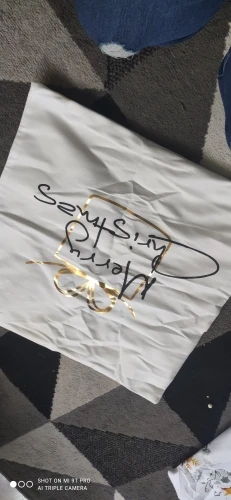 Merry
Christmas
SHOT ON MI 9T PRO
AI TRIPLE CAMERA